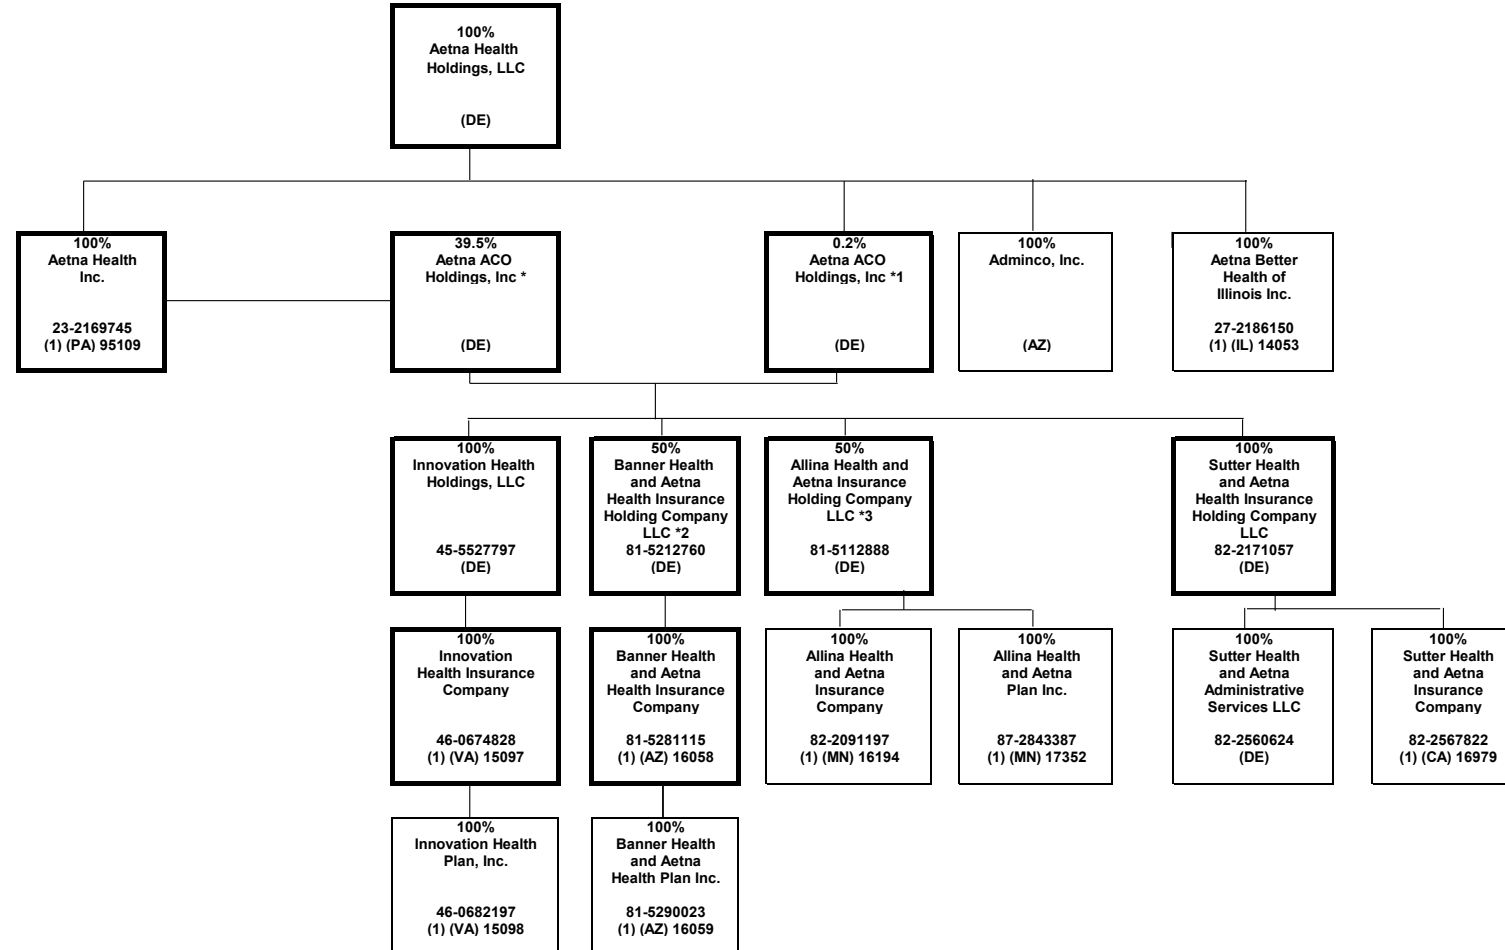 100%
Aetna Health
Holdings, LLC
(DE)
100%
Aetna Health
Inc.
23-2169745
(1) (PA) 95109
39.5%
Aetna ACO
Holdings, Inc *
(DE)
0.2%
Aetna ACO
Holdings, Inc *1
(DE)
100%
Adminco, Inc.
(AZ)
100%
Aetna Better
Health of
Illinois Inc.
27-2186150
(1) (IL) 14053
100%
Innovation Health
Holdings, LLC
45-5527797
(DE)
50%
Banner Health
and Aetna
Health Insurance
Holding Company
LLC *2
81-5212760
(DE)
50%
Allina Health and
Aetna Insurance
Holding Company
LLC *3
81-5112888
(DE)
100%
Sutter Health
and Aetna
Health Insurance
Holding Company
LLC
82-2171057
(DE)
100%
Innovation
Health Insurance
Company
46-0674828
(1) (VA) 15097
100%
Banner Health
and Aetna
Health Insurance
Company
81-5281115
(1) (AZ) 16058
100%
Allina Health
and Aetna
Insurance
Company
82-2091197
(1) (MN) 16194
100%
Allina Health
and Aetna
Plan Inc.
87-2843387
(1) (MN) 17352
100%
Sutter Health
and Aetna
Administrative
Services LLC
82-2560624
(DE)
100%
Sutter Health
and Aetna
Insurance
Company
82-2567822
(1) (CA) 16979
100%
Innovation Health
Plan, Inc.
46-0682197
(1) (VA) 15098
100%
Banner Health
and Aetna
Health Plan Inc.
81-5290023
(1) (AZ) 16059